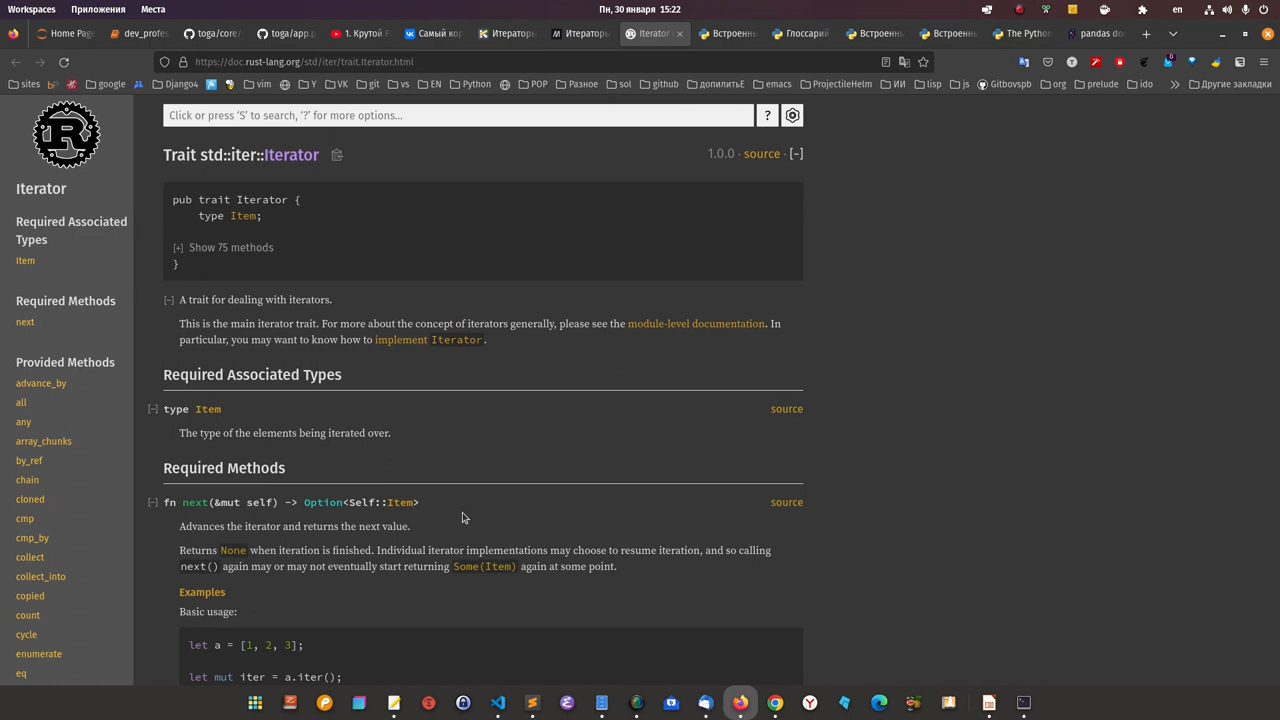 Workspaces Приложения Места Пн, 30 января 15:22 en
Home Page dev_profes toga/core/ toga/app.p 1. Крутой Р Самый кор Итераторы Итераторы Iterator Встроенн Глоссарий Встроенн Встроенн The Python pandas doc
https://doc.rust-lang.org/std/iter/trait.Iterator.html
sites bj google Django4 vim Y VK git vs EN Python POP Разное sol github допилитьЕ emacs ProjectileHelm ИИ lisp js Gitbovspb org prelude ido Другие закладки
Click or press ‘S’ to search, ‘?’ for more options…
?
Trait std::iter::Iterator
1.0.0 · source · [−]
Iterator
Required Associated
Types
Item
Required Methods
next
Provided Methods
advance_by
all
any
array_chunks
by_ref
chain
cloned
cmp
cmp_by
collect
collect_into
copied
count
cycle
enumerate
eq
pub trait Iterator {
type Item;
[+] Show 75 methods
}
[−] A trait for dealing with iterators.
This is the main iterator trait. For more about the concept of iterators generally, please see the module-level documentation. In
particular, you may want to know how to implement Iterator.
Required Associated Types
[−] type Item source
The type of the elements being iterated over.
Required Methods
[−] fn next(&mut self) -> Option<Self::Item> source
Advances the iterator and returns the next value.
Returns None when iteration is finished. Individual iterator implementations may choose to resume iteration, and so calling
next() again may or may not eventually start returning Some(Item) again at some point.
Examples
Basic usage:
let a = [1, 2, 3];
let mut iter = a.iter();